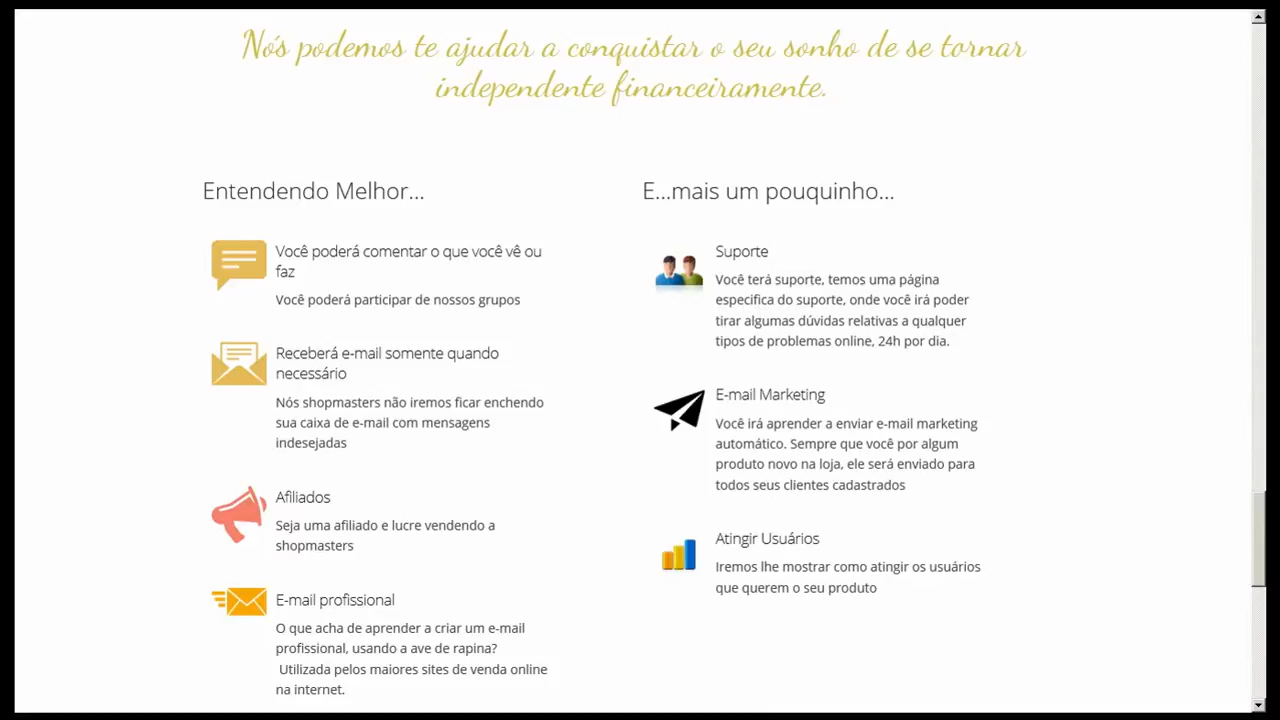 Nós podemos te ajudar a conquistar o seu sonho de se tornar
independente financeiramente.
Entendendo Melhor...
Você poderá comentar o que você vê ou
faz
Você poderá participar de nossos grupos
Receberá e-mail somente quando
necessário
Nós shopmasters não iremos ficar enchendo
sua caixa de e-mail com mensagens
indesejadas
Afiliados
Seja uma afiliado e lucre vendendo a
shopmasters
E-mail profissional
O que acha de aprender a criar um e-mail
profissional, usando a ave de rapina?
Utilizada pelos maiores sites de venda online
na internet.
E...mais um pouquinho...
Suporte
Você terá suporte, temos uma página
especifica do suporte, onde você irá poder
tirar algumas dúvidas relativas a qualquer
tipos de problemas online, 24h por dia.
E-mail Marketing
Você irá aprender a enviar e-mail marketing
automático. Sempre que você por algum
produto novo na loja, ele será enviado para
todos seus clientes cadastrados
Atingir Usuários
Iremos lhe mostrar como atingir os usuários
que querem o seu produto